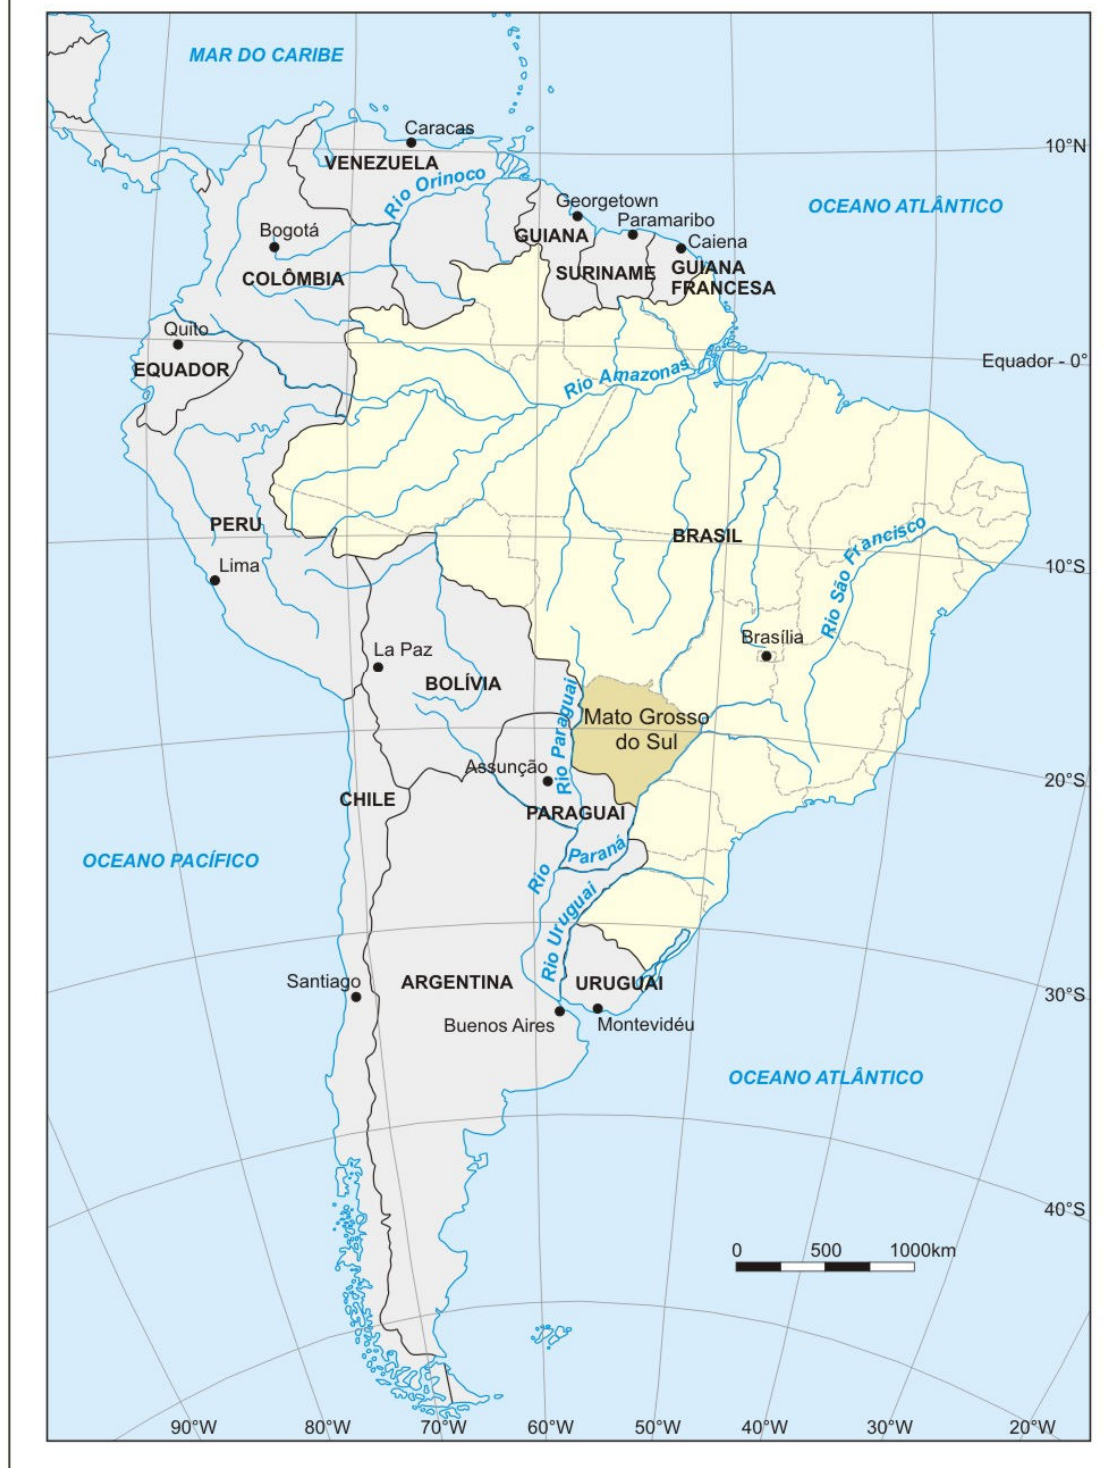 MAR DO CARIBE
Caracas
VENEZUELA
10°N
Rio Orinoco
Georgetown
OCEANO ATLÂNTICO
Paramaribo
Bogotá
GUIANA
Caiena
COLÔMBIA
SURINAME
GUIANA
FRANCESA
Quito
EQUADOR
Rio Amazonas
Equador - 0°
PERU
BRASIL
Rio São Francisco
Lima
10°S
Brasília
La Paz
BOLÍVIA
Rio Paraguai
Mato Grosso
do Sul
Assunção
20°S
CHILE
PARAGUAI
OCEANO PACÍFICO
Rio Paraná
Rio Uruguai
Santiago
ARGENTINA
URUGUAI
30°S
Buenos Aires
Montevidéu
OCEANO ATLÂNTICO
40°S
0 500 1000km
90°W 80°W 70°W 60°W 50°W 40°W 30°W 20°W